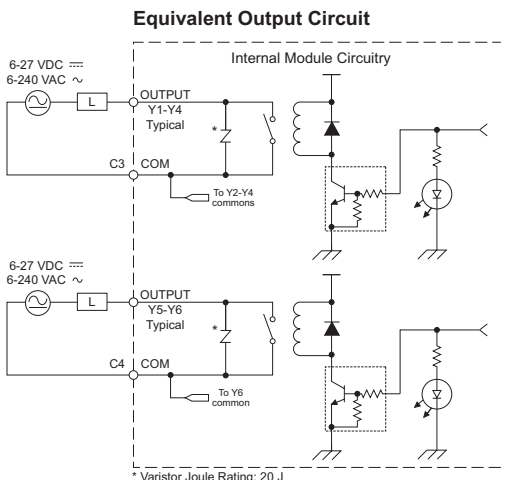 Equivalent Output Circuit
Internal Module Circuitry
6-27 VDC ⎓
6-240 VAC ∿
L
OUTPUT
Y1-Y4
Typical
*
C3
COM
To Y2-Y4
commons
6-27 VDC ⎓
6-240 VAC ∿
L
OUTPUT
Y5-Y6
Typical
*
C4
COM
To Y6
common
* Varistor Joule Rating: 20 J